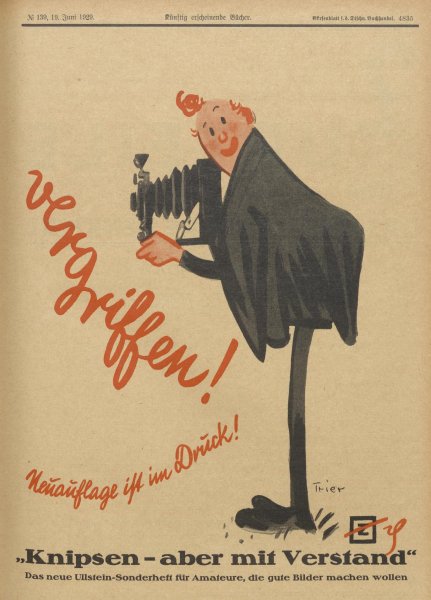 № 139, 19. Juni 1929. Künftig erscheinende Bücher. Börsenblatt f. d. Dtschn. Buchhandel. 4835
vergriffen!
Neuauflage ist im Druck!
Trier
„Knipsen – aber mit Verstand“
Das neue Ullstein-Sonderheft für Amateure, die gute Bilder machen wollen